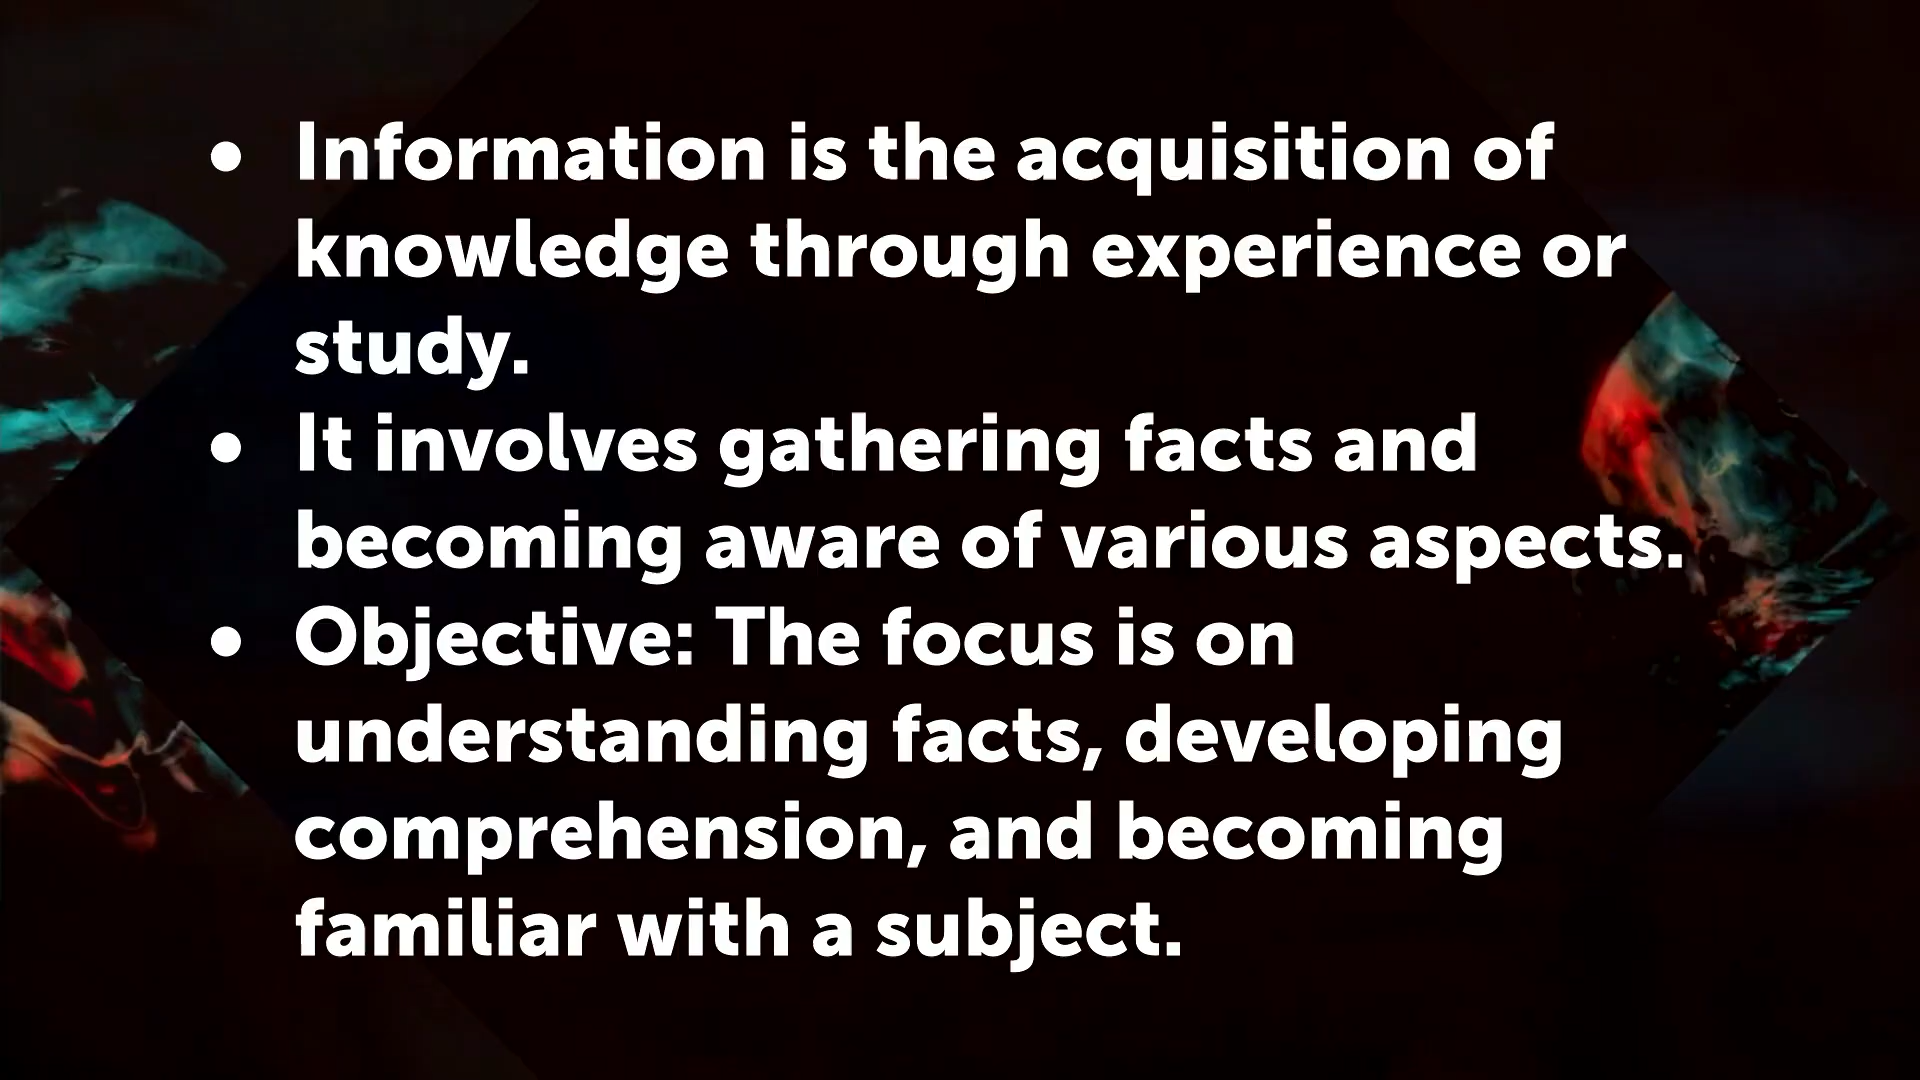 • Information is the acquisition of
knowledge through experience or
study.
• It involves gathering facts and
becoming aware of various aspects.
• Objective: The focus is on
understanding facts, developing
comprehension, and becoming
familiar with a subject.